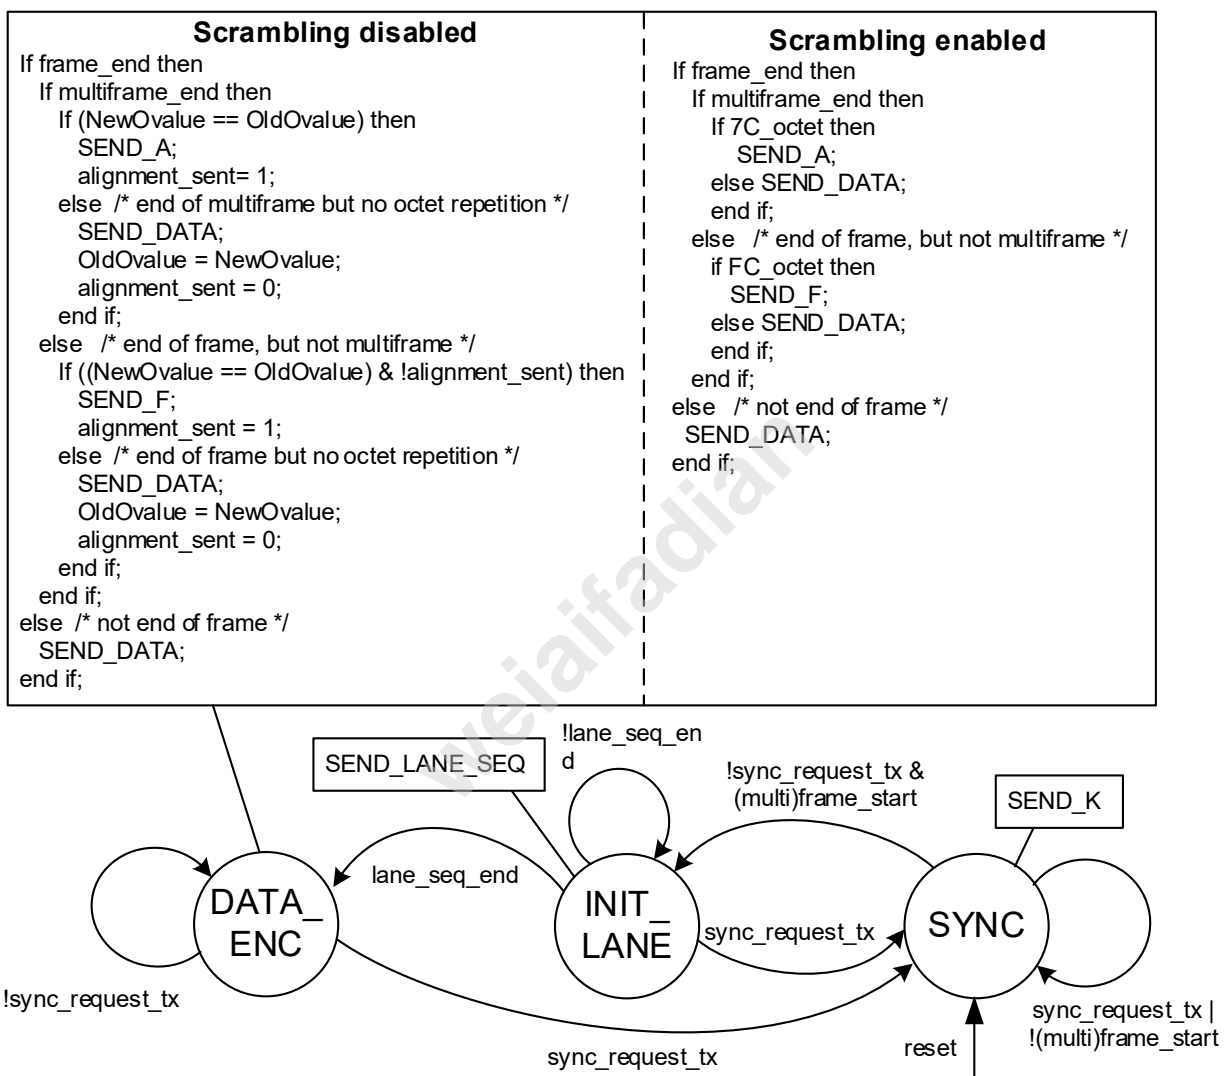 Scrambling disabled
If frame_end then
If multiframe_end then
If (NewOvalue == OldOvalue) then
SEND_A;
alignment_sent= 1;
else /* end of multiframe but no octet repetition */
SEND_DATA;
OldOvalue = NewOvalue;
alignment_sent = 0;
end if;
else /* end of frame, but not multiframe */
If ((NewOvalue == OldOvalue) & !alignment_sent) then
SEND_F;
alignment_sent = 1;
else /* end of frame but no octet repetition */
SEND_DATA;
OldOvalue = NewOvalue;
alignment_sent = 0;
end if;
end if;
else /* not end of frame */
SEND_DATA;
end if;
Scrambling enabled
If frame_end then
If multiframe_end then
If 7C_octet then
SEND_A;
else SEND_DATA;
end if;
else /* end of frame, but not multiframe */
if FC_octet then
SEND_F;
else SEND_DATA;
end if;
end if;
else /* not end of frame */
SEND_DATA;
end if;
weiaifadian
SEND_LANE_SEQ
!lane_seq_en
d
!sync_request_tx &
(multi)frame_start
SEND_K
lane_seq_end
DATA_
ENC
INIT_
LANE
sync_request_tx
SYNC
!sync_request_tx
sync_request_tx
reset
sync_request_tx |
!(multi)frame_start